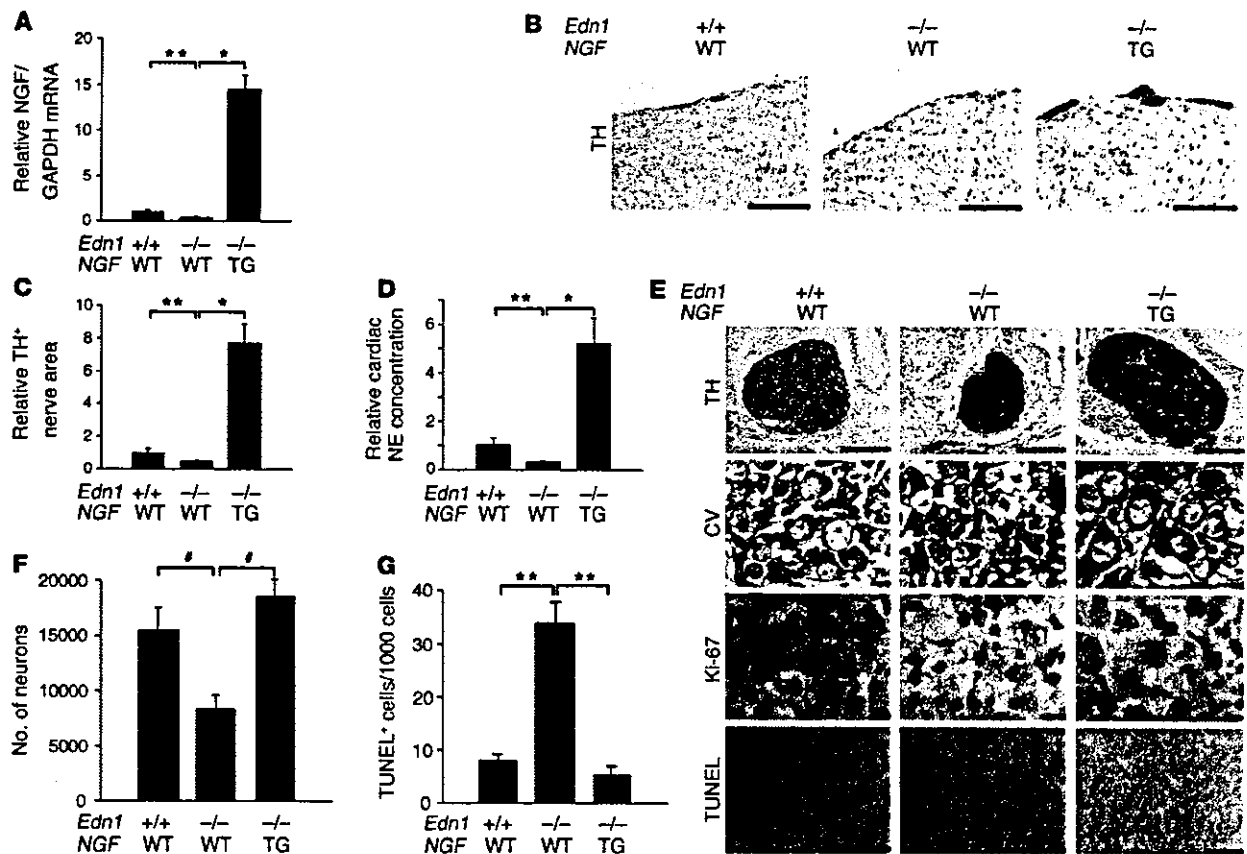 A
Relative NGF/
GAPDH mRNA
20
15
10
5
0
** *
Edn1 +/+ −/− −/−
NGF WT WT TG
B
Edn1 +/+ −/− −/−
NGF WT WT TG
TH
C
Relative TH+
nerve area
10
8
6
4
2
0
** *
Edn1 +/+ −/− −/−
NGF WT WT TG
D
Relative cardiac
NE concentration
6
4
2
0
** *
Edn1 +/+ −/− −/−
NGF WT WT TG
E
Edn1 +/+ −/− −/−
NGF WT WT TG
TH
CV
Ki-67
TUNEL
F
No. of neurons
20000
15000
10000
5000
0
# #
Edn1 +/+ −/− −/−
NGF WT WT TG
G
TUNEL+ cells/1000 cells
40
30
20
10
0
** **
Edn1 +/+ −/− −/−
NGF WT WT TG